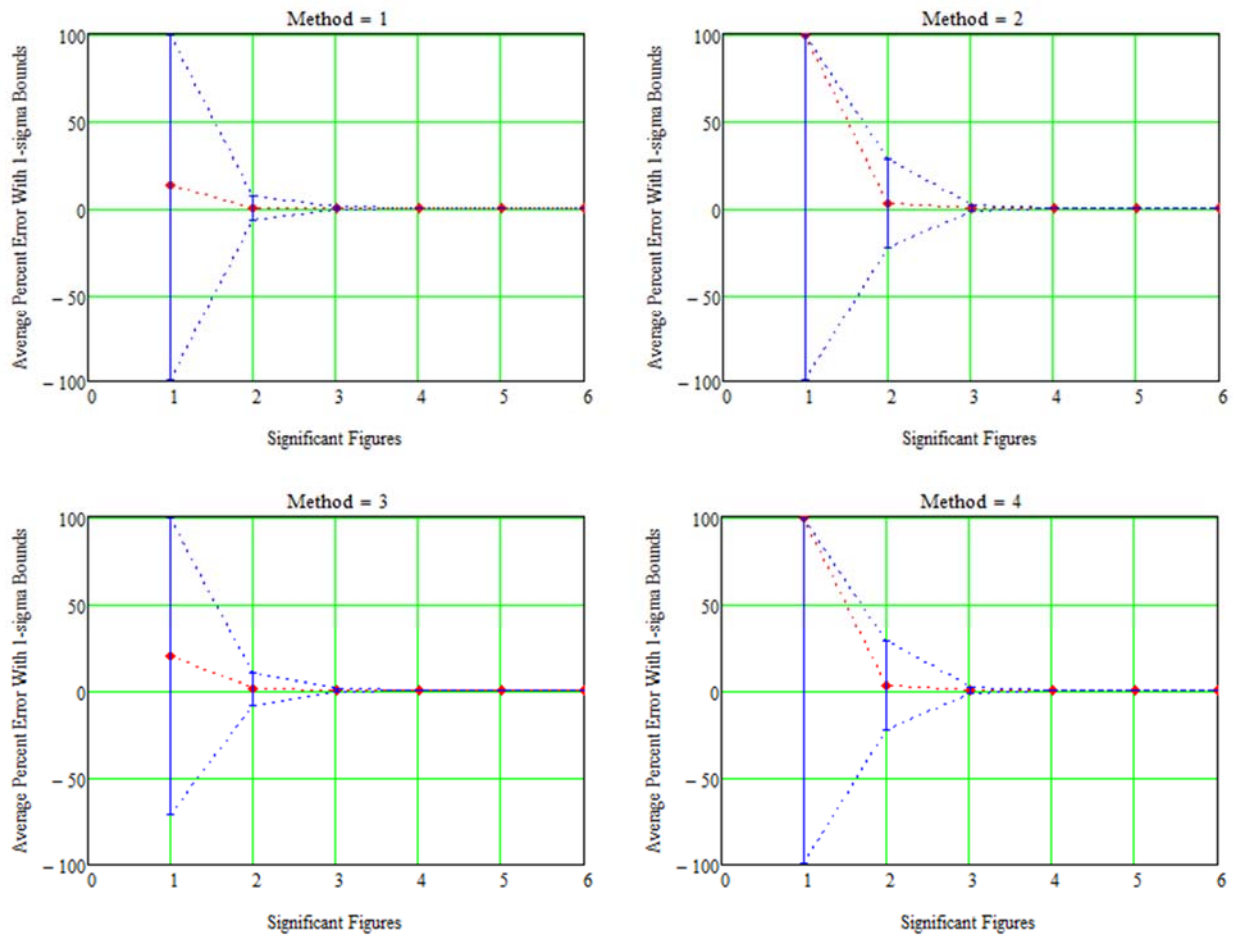 Method = 1
Average Percent Error With 1-sigma Bounds
100
50
0
− 50
− 100
0 1 2 3 4 5 6
Significant Figures
Method = 2
Average Percent Error With 1-sigma Bounds
100
50
0
− 50
− 100
0 1 2 3 4 5 6
Significant Figures
Method = 3
Average Percent Error With 1-sigma Bounds
100
50
0
− 50
− 100
0 1 2 3 4 5 6
Significant Figures
Method = 4
Average Percent Error With 1-sigma Bounds
100
50
0
− 50
− 100
0 1 2 3 4 5 6
Significant Figures